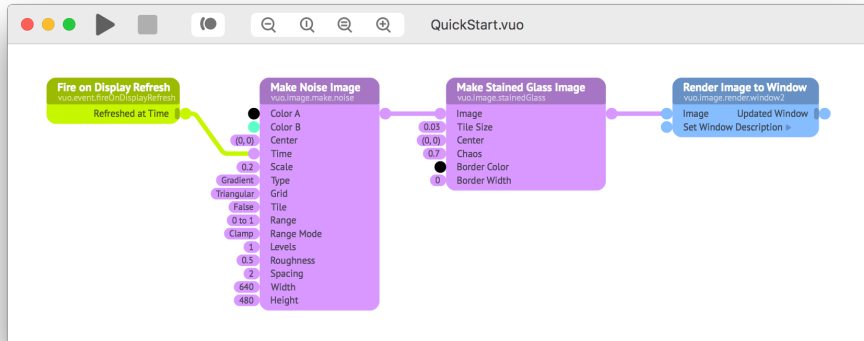 QuickStart.vuo
Fire on Display Refresh
vuo.event.fireOnDisplayRefresh
Refreshed at Time
Make Noise Image
vuo.image.make.noise
Color A
Color B
(0, 0) Center
Time
0.2 Scale
Gradient Type
Triangular Grid
False Tile
0 to 1 Range
Clamp Range Mode
1 Levels
0.5 Roughness
2 Spacing
640 Width
480 Height
Make Stained Glass Image
vuo.image.stainedGlass
Image
0.03 Tile Size
(0, 0) Center
0.7 Chaos
Border Color
0 Border Width
Render Image to Window
vuo.image.render.window2
Image Updated Window
Set Window Description